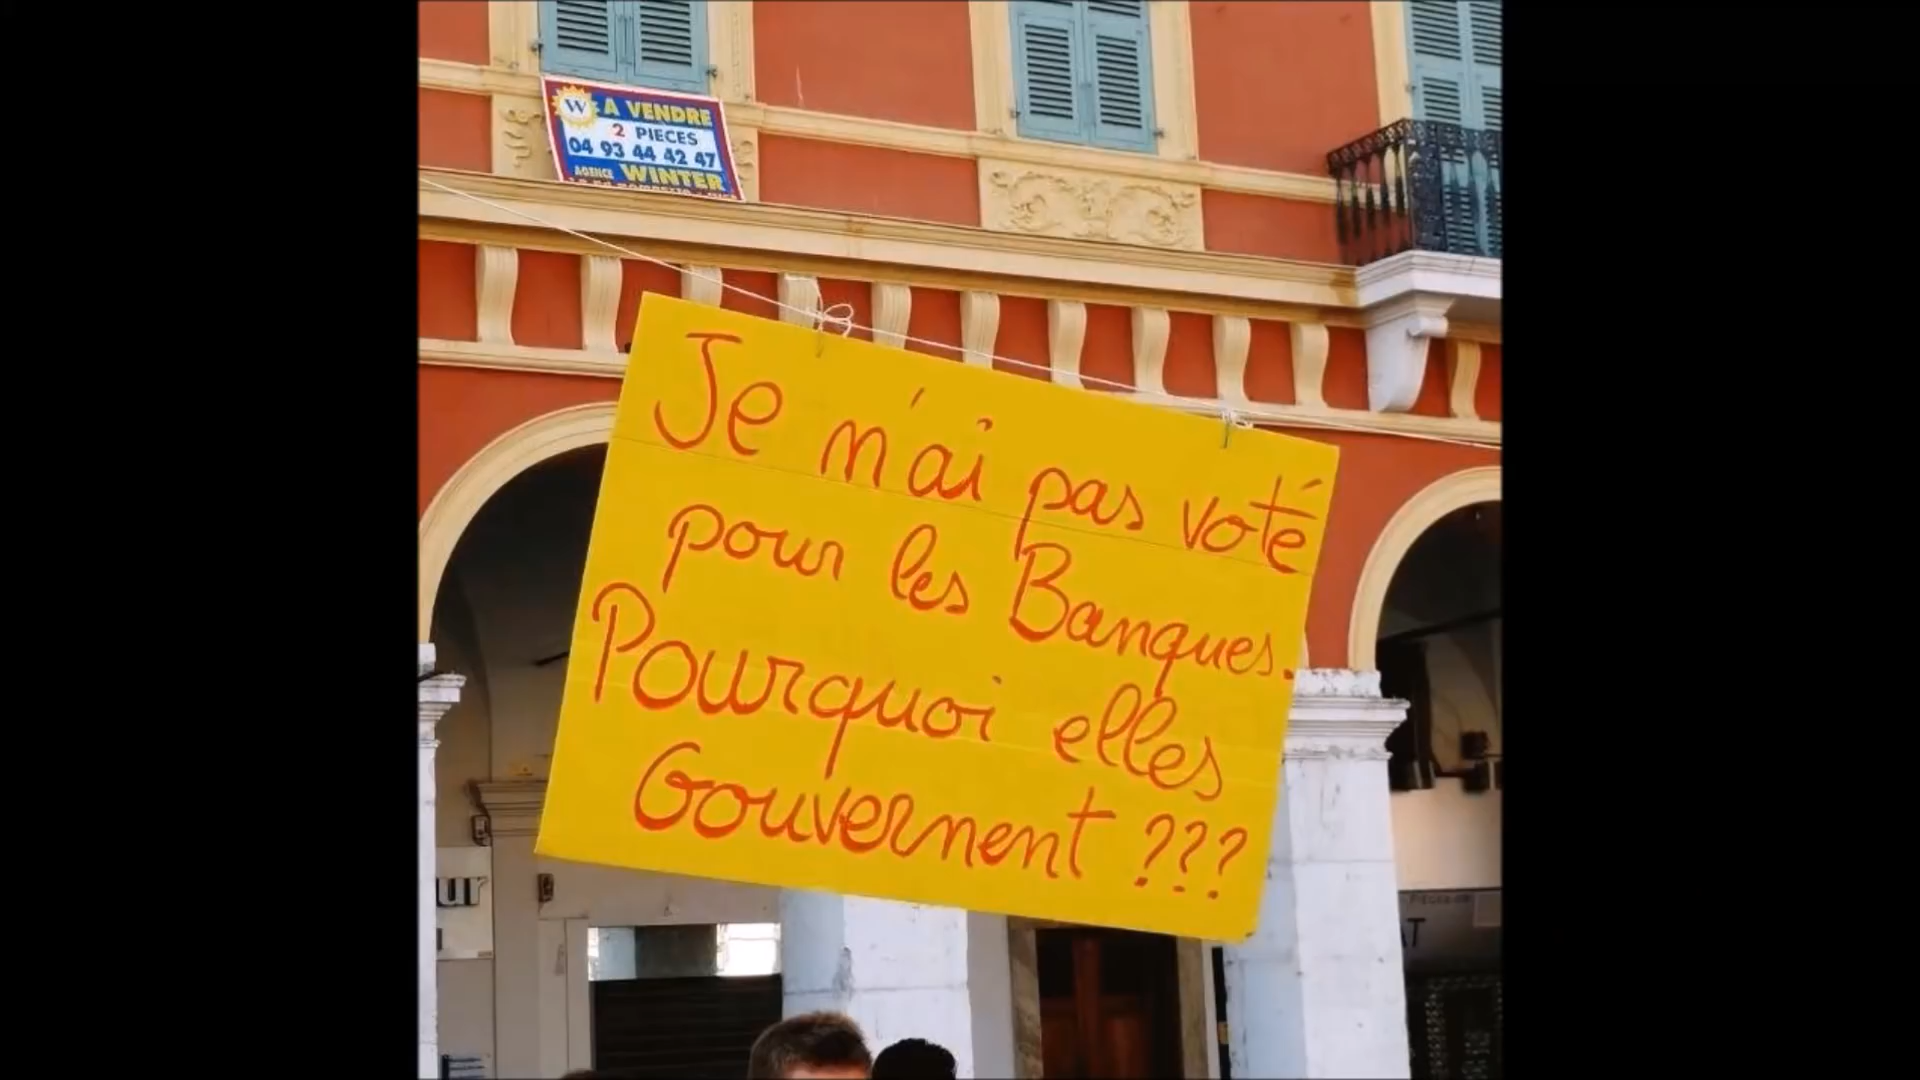 W A VENDRE
2 PIECES
04 93 44 42 47
AGENCE WINTER
Je n'ai pas voté
pour les Banques.
Pourquoi elles
Gouvernent ???
ur